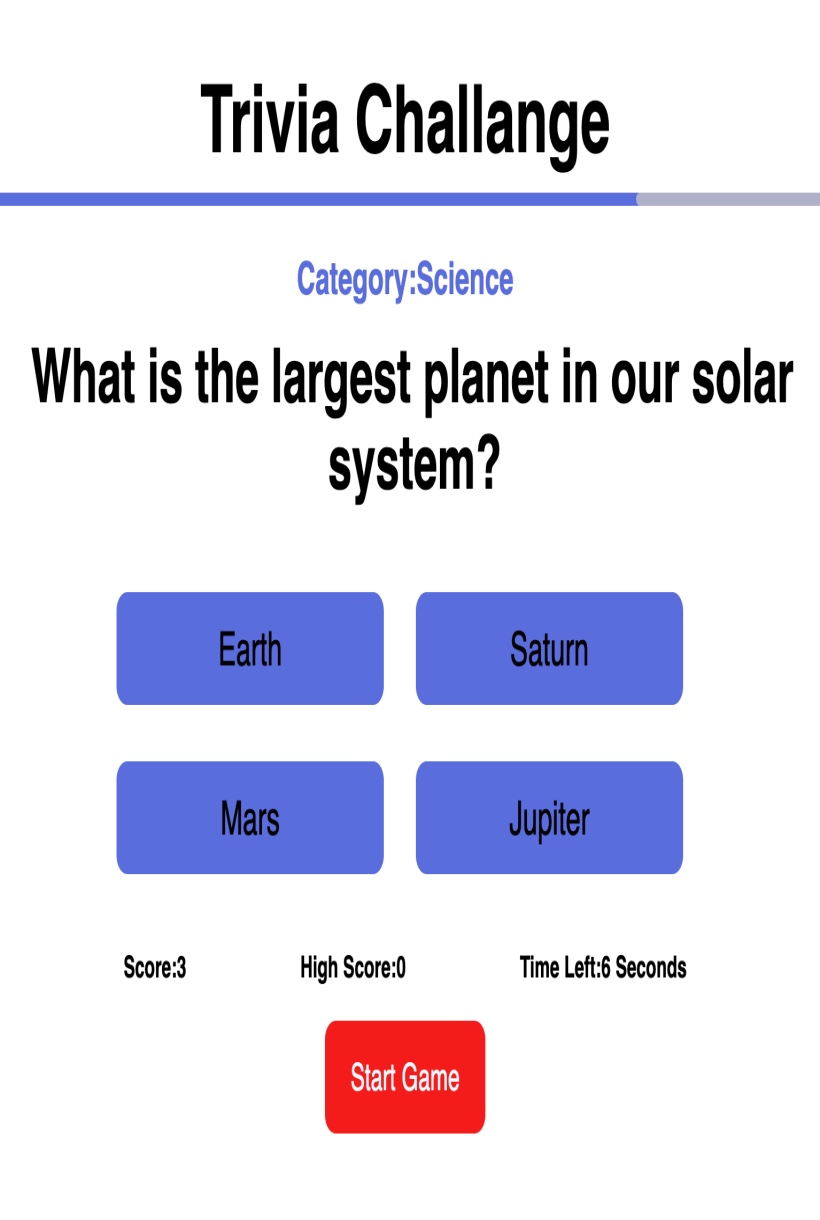 Trivia Challange
Category:Science
What is the largest planet in our solar
system?
Earth
Saturn
Mars
Jupiter
Score:3
High Score:0
Time Left:6 Seconds
Start Game